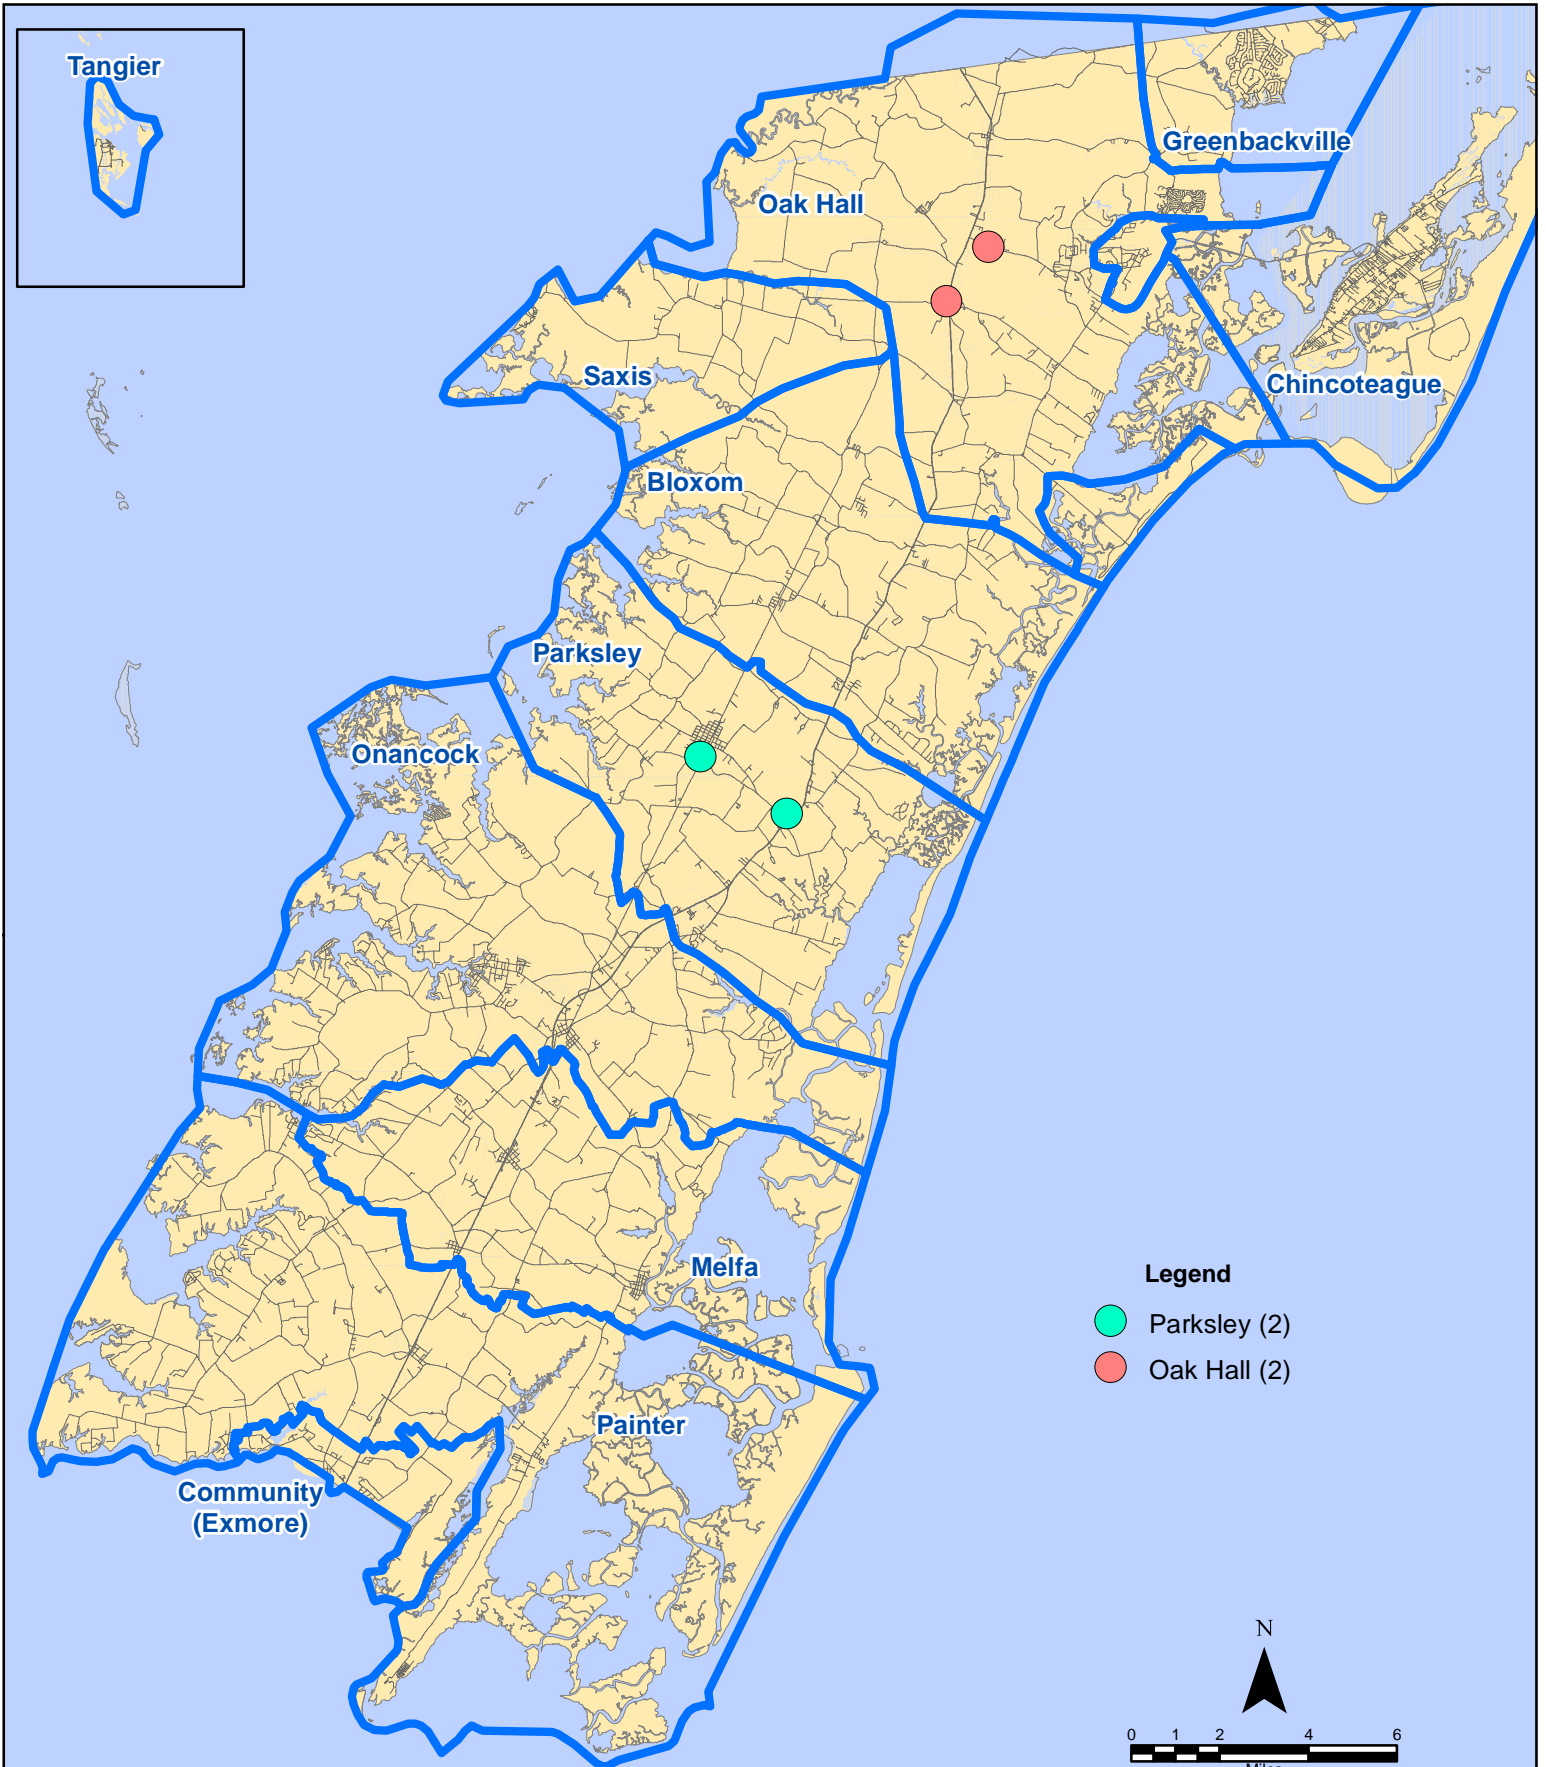 Tangier
Greenbackville
Oak Hall
Saxis
Chincoteague
Bloxom
Parksley
Onancock
Melfa
Legend
Parksley (2)
Oak Hall (2)
Painter
Community
(Exmore)
N
0 1 2 4 6
Miles